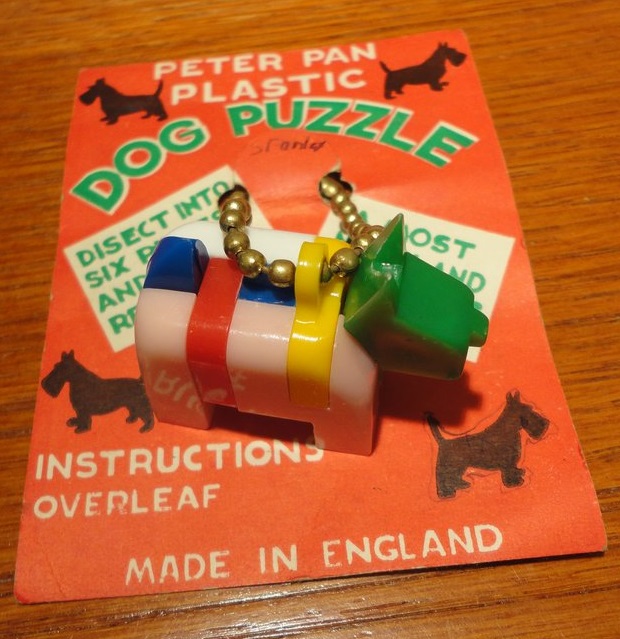 PETER PAN
PLASTIC
DOG PUZZLE
DISECT INTO
SIX
AND
INSTRUCTIONS
OVERLEAF
MADE IN ENGLAND